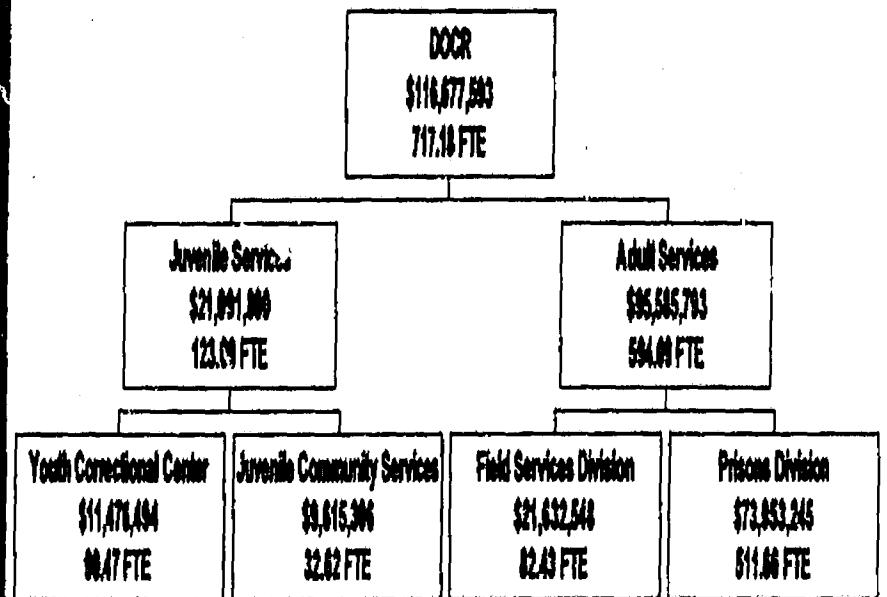 DOCR
$116,677,593
717.18 FTE
Juvenile Services
$21,091,800
123.09 FTE
Adult Services
$95,585,793
594.09 FTE
Youth Correctional Center
$11,476,494
90.47 FTE
Juvenile Community Services
$9,615,306
32.62 FTE
Field Services Division
$21,632,548
82.43 FTE
Prisons Division
$73,953,245
511.66 FTE